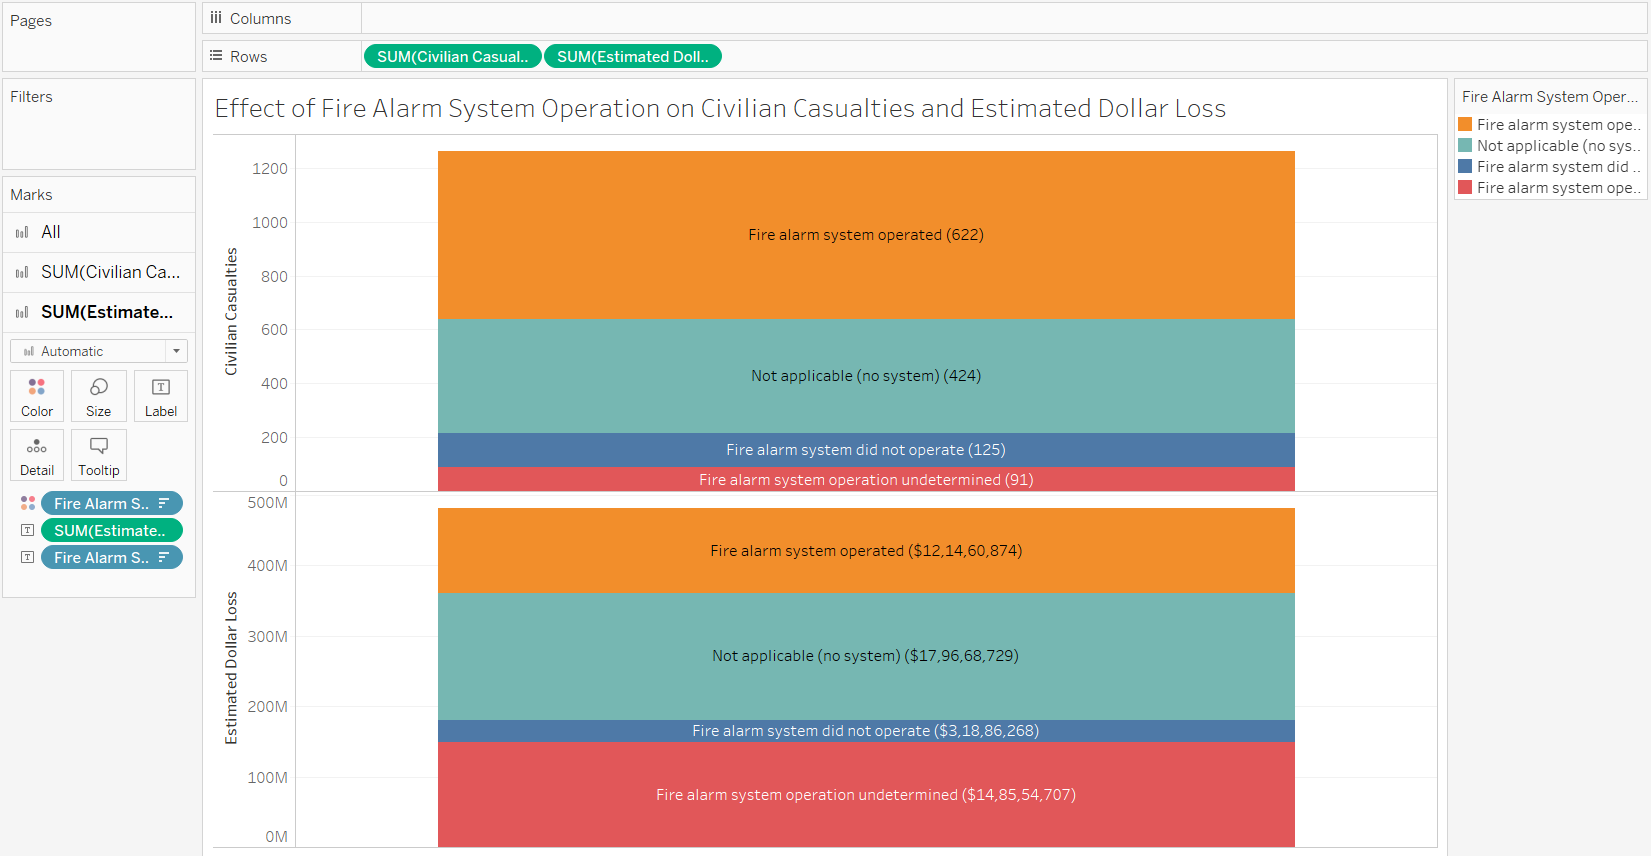 Pages
Columns
Rows
SUM(Civilian Casual..
SUM(Estimated Doll..
Filters
Marks
All
SUM(Civilian Ca...
SUM(Estimate...
Automatic
Color
Size
Label
Detail
Tooltip
Fire Alarm S..
SUM(Estimate..
Fire Alarm S..
Effect of Fire Alarm System Operation on Civilian Casualties and Estimated Dollar Loss
Civilian Casualties
1200
1000
800
600
400
200
0
Fire alarm system operated (622)
Not applicable (no system) (424)
Fire alarm system did not operate (125)
Fire alarm system operation undetermined (91)
Estimated Dollar Loss
500M
400M
300M
200M
100M
0M
Fire alarm system operated ($12,14,60,874)
Not applicable (no system) ($17,96,68,729)
Fire alarm system did not operate ($3,18,86,268)
Fire alarm system operation undetermined ($14,85,54,707)
Fire Alarm System Oper...
Fire alarm system ope..
Not applicable (no sys..
Fire alarm system did ..
Fire alarm system ope..